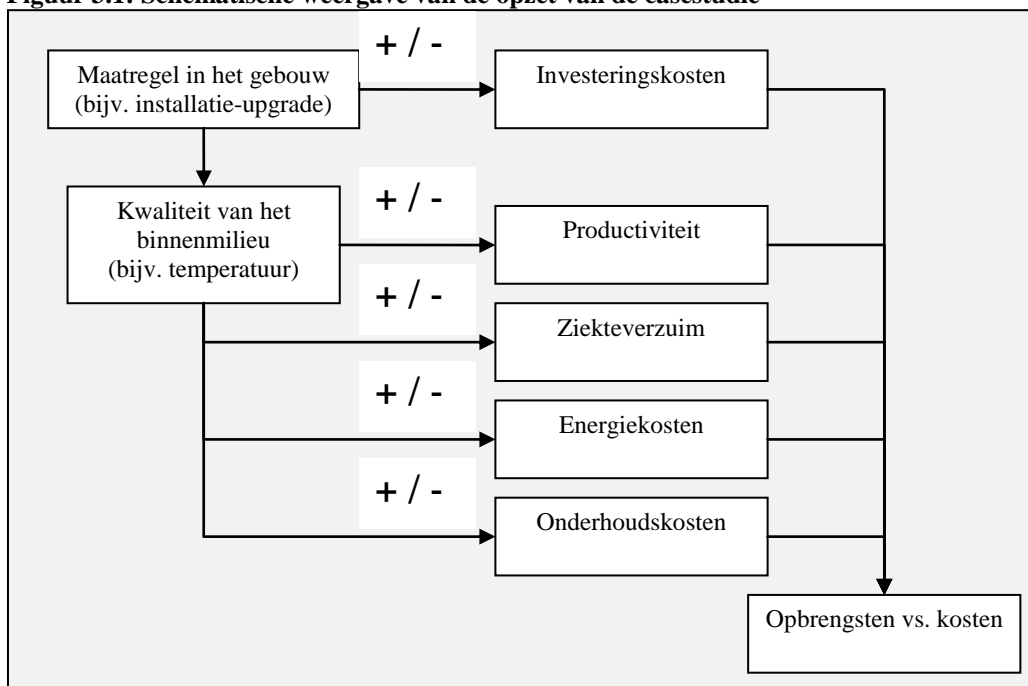 Figuur 3.1: Schematische weergave van de opzet van de casestudie
+ / -
Maatregel in het gebouw
(bijv. installatie-upgrade)
Investeringskosten
+ / -
Kwaliteit van het
binnenmilieu
(bijv. temperatuur)
Productiviteit
+ / -
Ziekteverzuim
+ / -
Energiekosten
+ / -
Onderhoudskosten
Opbrengsten vs. kosten